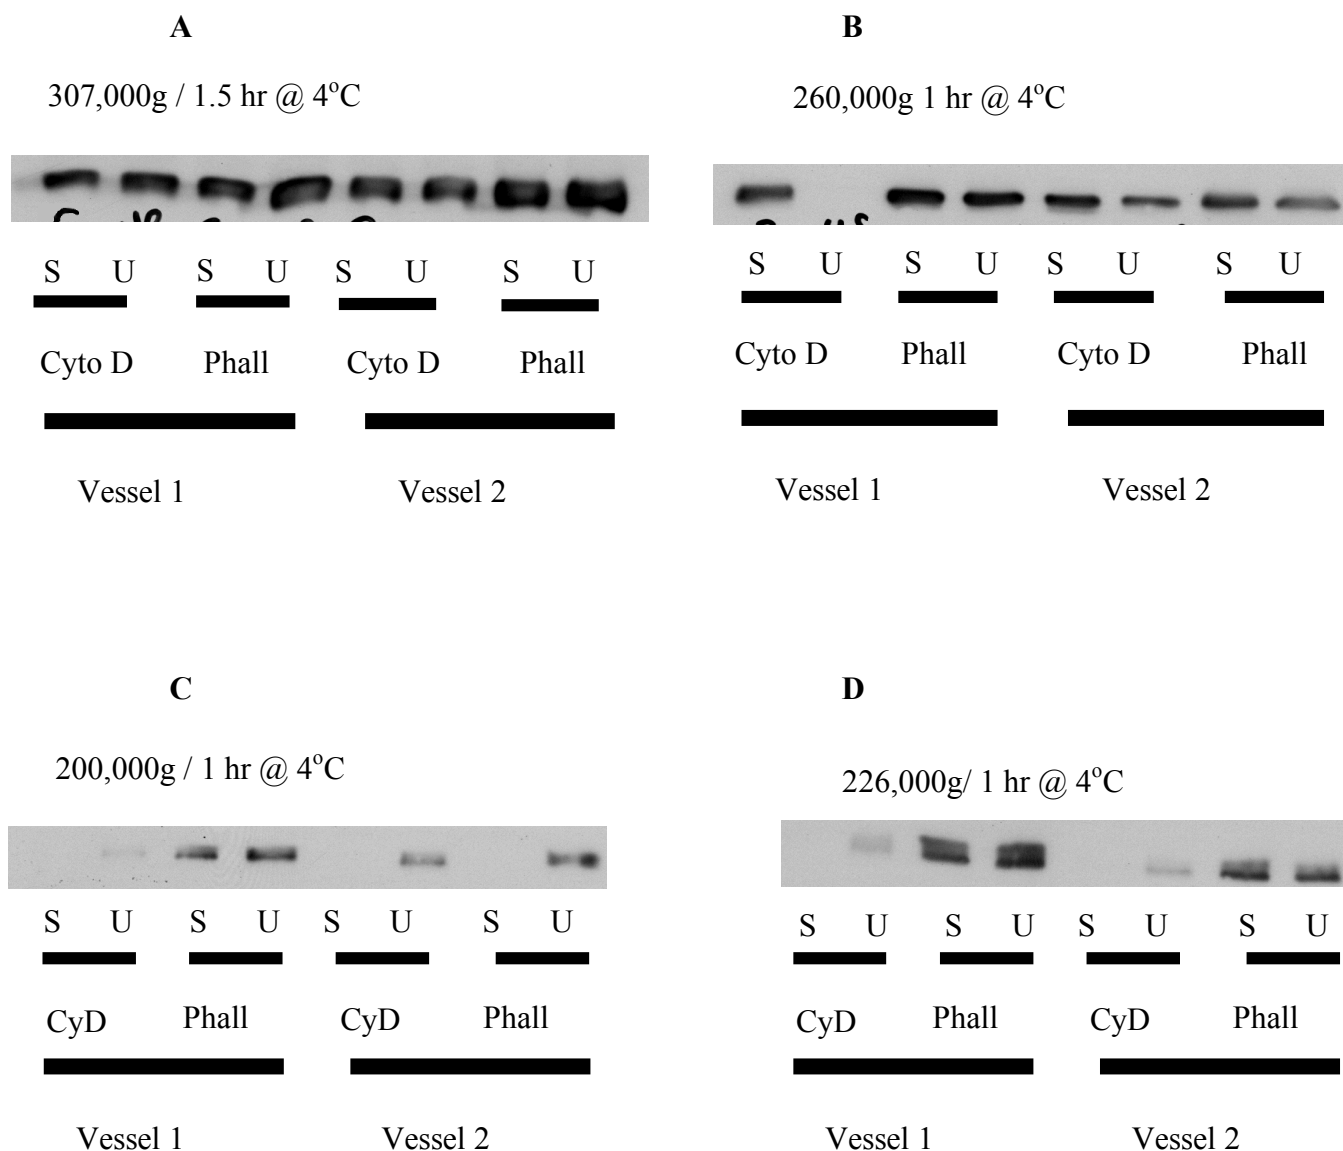 A
B
307,000g / 1.5 hr @ 4°C
260,000g 1 hr @ 4°C
S U S U S U S U
S U S U S U S U
Cyto D Phall Cyto D Phall
Cyto D Phall Cyto D Phall
Vessel 1 Vessel 2
Vessel 1 Vessel 2
C
D
200,000g / 1 hr @ 4°C
226,000g/ 1 hr @ 4°C
S U S U S U S U
S U S U S U S U
CyD Phall CyD Phall
CyD Phall CyD Phall
Vessel 1 Vessel 2
Vessel 1 Vessel 2